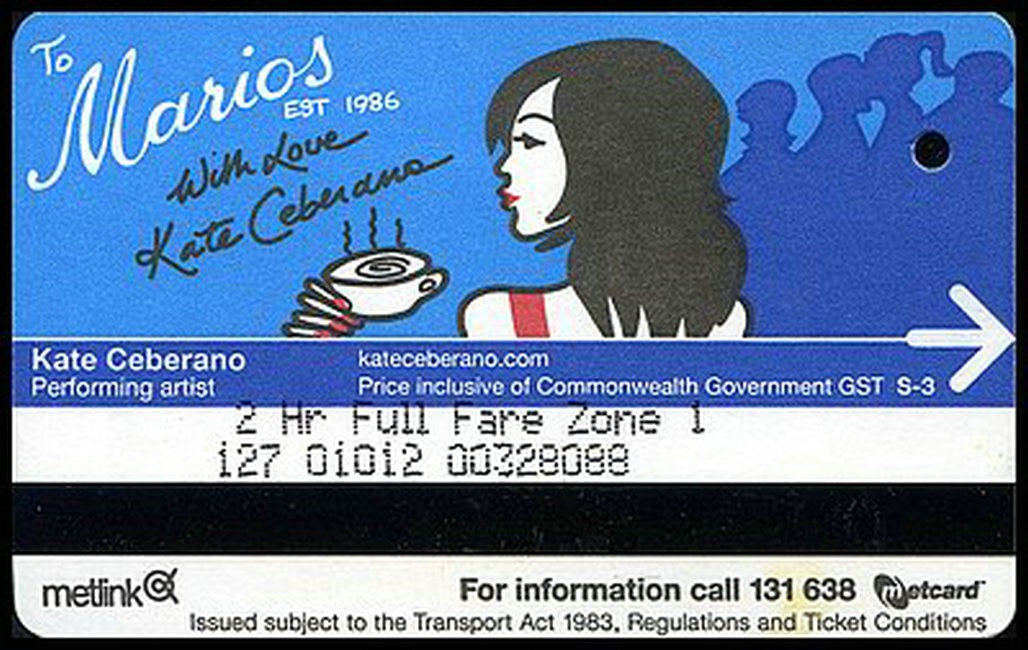 To
Marios
EST 1986
With Love
Kate Ceberano
Kate Ceberano
Performing artist
kateceberano.com
Price inclusive of Commonwealth Government GST S-3
2 Hr Full Fare Zone 1
127 01012 00328088
metlink
For information call 131 638 metcard
Issued subject to the Transport Act 1983, Regulations and Ticket Conditions